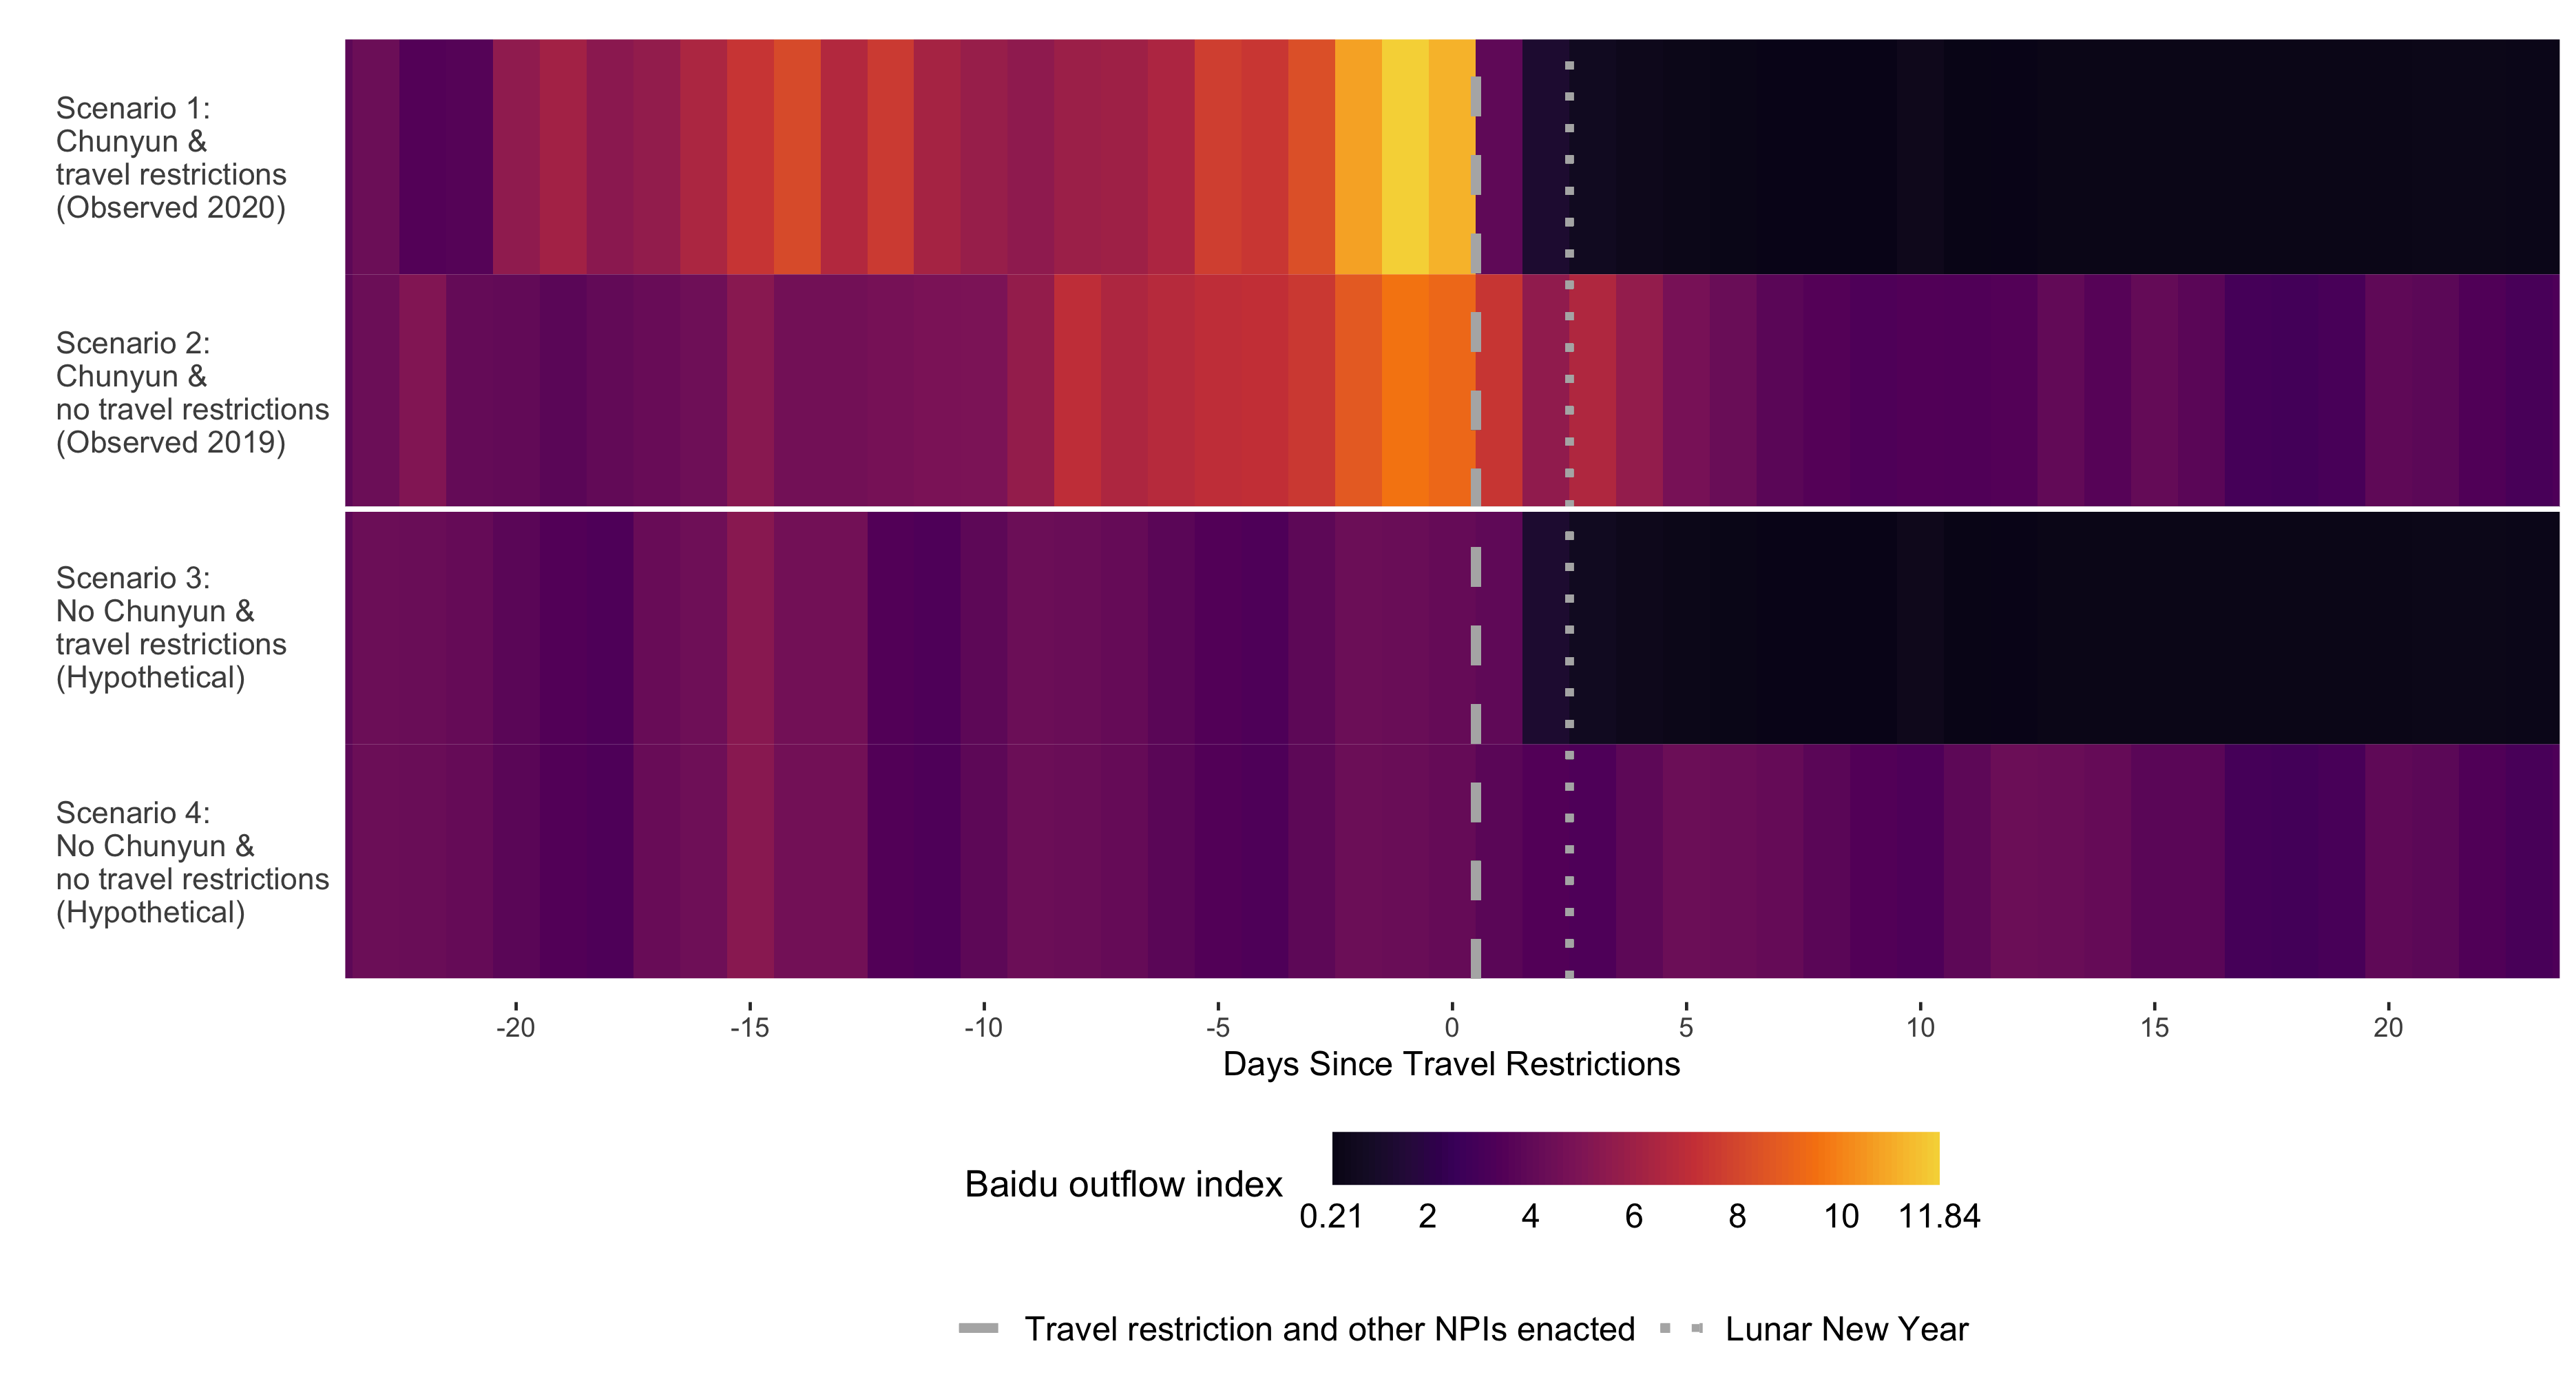 Scenario 1:
Chunyun &
travel restrictions
(Observed 2020)
Scenario 2:
Chunyun &
no travel restrictions
(Observed 2019)
Scenario 3:
No Chunyun &
travel restrictions
(Hypothetical)
Scenario 4:
No Chunyun &
no travel restrictions
(Hypothetical)
-20 -15 -10 -5 0 5 10 15 20
Days Since Travel Restrictions
Baidu outflow index
0.21 2 4 6 8 10 11.84
Travel restriction and other NPIs enacted Lunar New Year